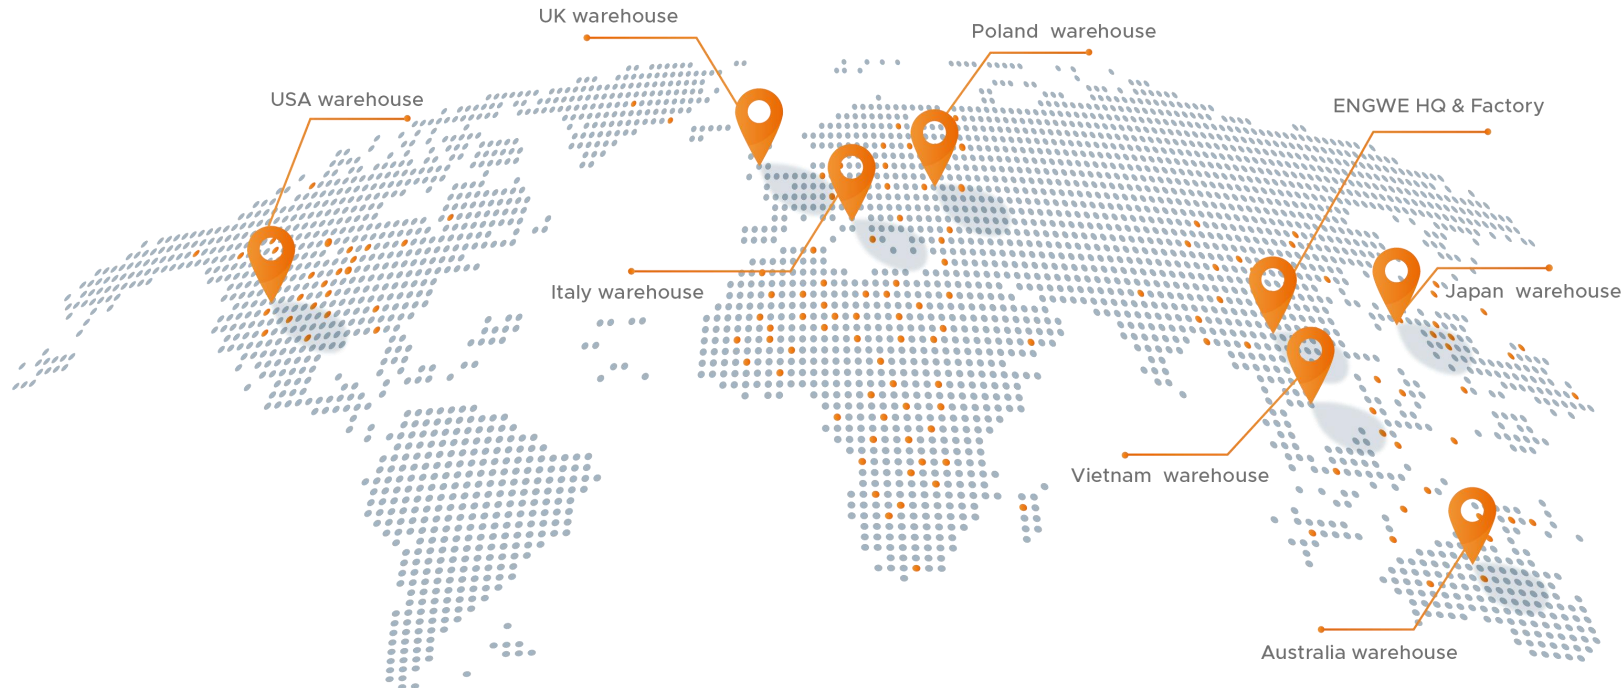 UK warehouse
Poland warehouse
USA warehouse
ENGWE HQ & Factory
Italy warehouse
Japan warehouse
Vietnam warehouse
Australia warehouse